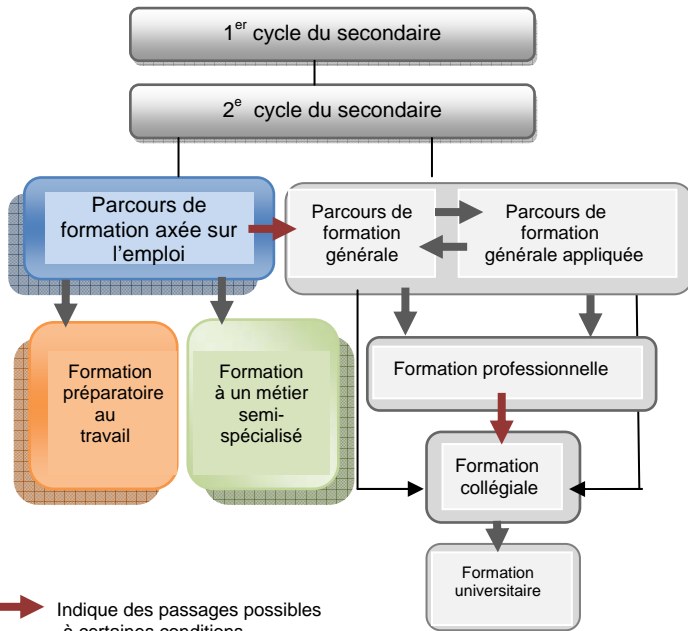 1er cycle du secondaire
2e cycle du secondaire
Parcours de
formation axée sur
l'emploi
Parcours de
formation
générale
Parcours de
formation
générale appliquée
Formation
préparatoire
au
travail
Formation
à un métier
semi-
spécialisé
Formation professionnelle
Formation
collégiale
Formation
universitaire
Indique des passages possibles
à certaines conditions